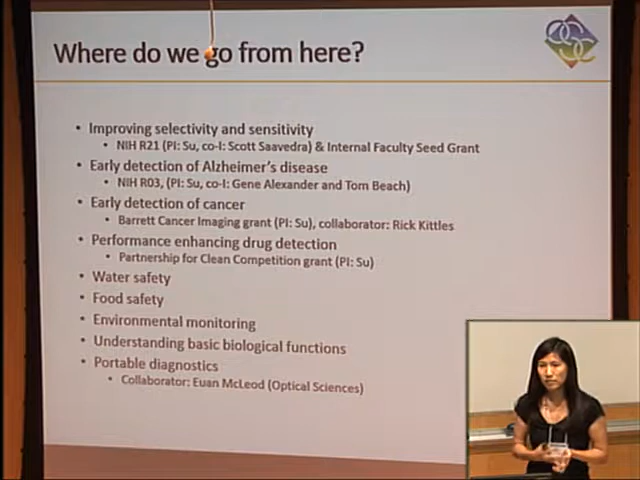 Where do we go from here?
• Improving selectivity and sensitivity
• NIH R21 (PI: Su, co-I: Scott Saavedra) & Internal Faculty Seed Grant
• Early detection of Alzheimer's disease
• NIH R03, (PI: Su, co-I: Gene Alexander and Tom Beach)
• Early detection of cancer
• Barrett Cancer Imaging grant (PI: Su), collaborator: Rick Kittles
• Performance enhancing drug detection
• Partnership for Clean Competition grant (PI: Su)
• Water safety
• Food safety
• Environmental monitoring
• Understanding basic biological functions
• Portable diagnostics
• Collaborator: Euan McLeod (Optical Sciences)